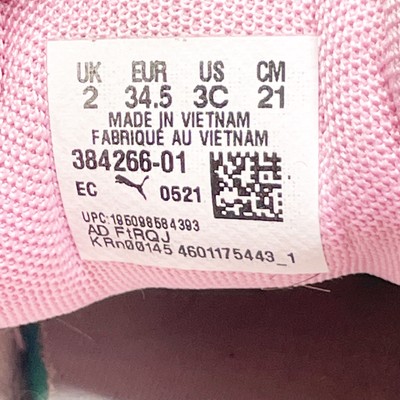 UK EUR US CM
2 34.5 3C 21
MADE IN VIETNAM
FABRIQUÉ AU VIETNAM
384266-01
EC 0521
UPC:195098584393
AD FtRQJ
KRn00145 4601175443_1